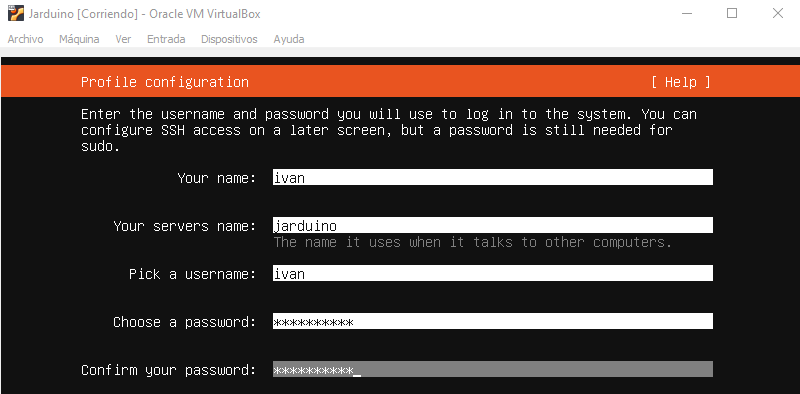 Jarduino [Corriendo] - Oracle VM VirtualBox
Archivo Máquina Ver Entrada Dispositivos Ayuda
Profile configuration [ Help ]
Enter the username and password you will use to log in to the system. You can
configure SSH access on a later screen, but a password is still needed for
sudo.
Your name: ivan
Your servers name: jarduino
The name it uses when it talks to other computers.
Pick a username: ivan
Choose a password: **********
Confirm your password: **********_